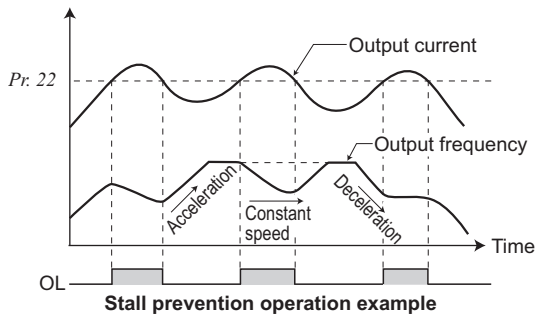 Output current
Pr. 22
Output frequency
Acceleration
Constant
speed
Deceleration
Time
OL
Stall prevention operation example